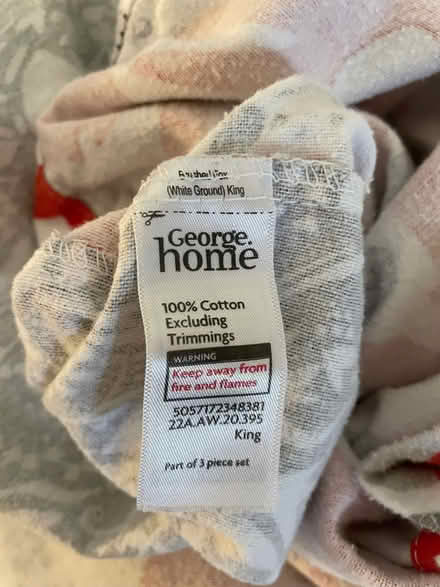 (White Ground) King
George.
home
100% Cotton
Excluding
Trimmings
WARNING
Keep away from
fire and flames
5057172348381
22A.AW.20.395
King
Part of 3 piece set